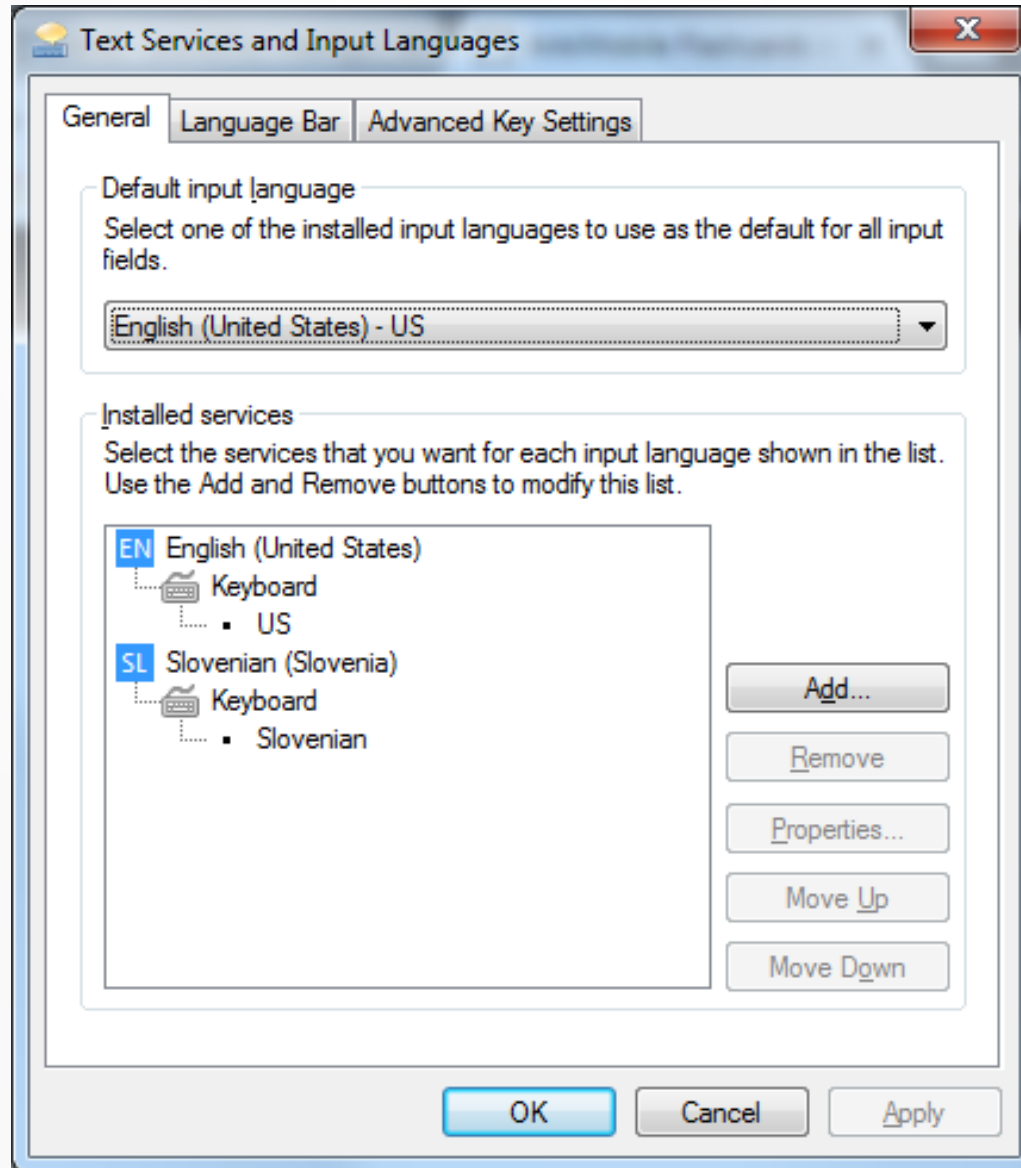 Text Services and Input Languages
General
Language Bar
Advanced Key Settings
Default input language
Select one of the installed input languages to use as the default for all input
fields.
English (United States) - US
Installed services
Select the services that you want for each input language shown in the list.
Use the Add and Remove buttons to modify this list.
EN English (United States)
Keyboard
US
SL Slovenian (Slovenia)
Keyboard
Slovenian
Add...
Remove
Properties...
Move Up
Move Down
OK
Cancel
Apply